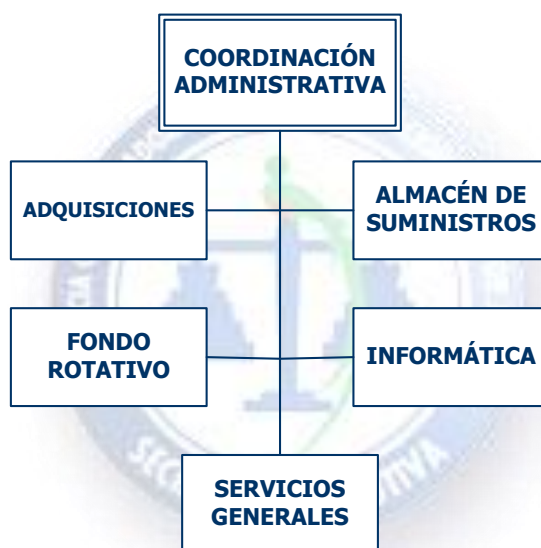 COORDINACIÓN
ADMINISTRATIVA
ADQUISICIONES
ALMACÉN DE
SUMINISTROS
FONDO
ROTATIVO
INFORMÁTICA
SERVICIOS
GENERALES